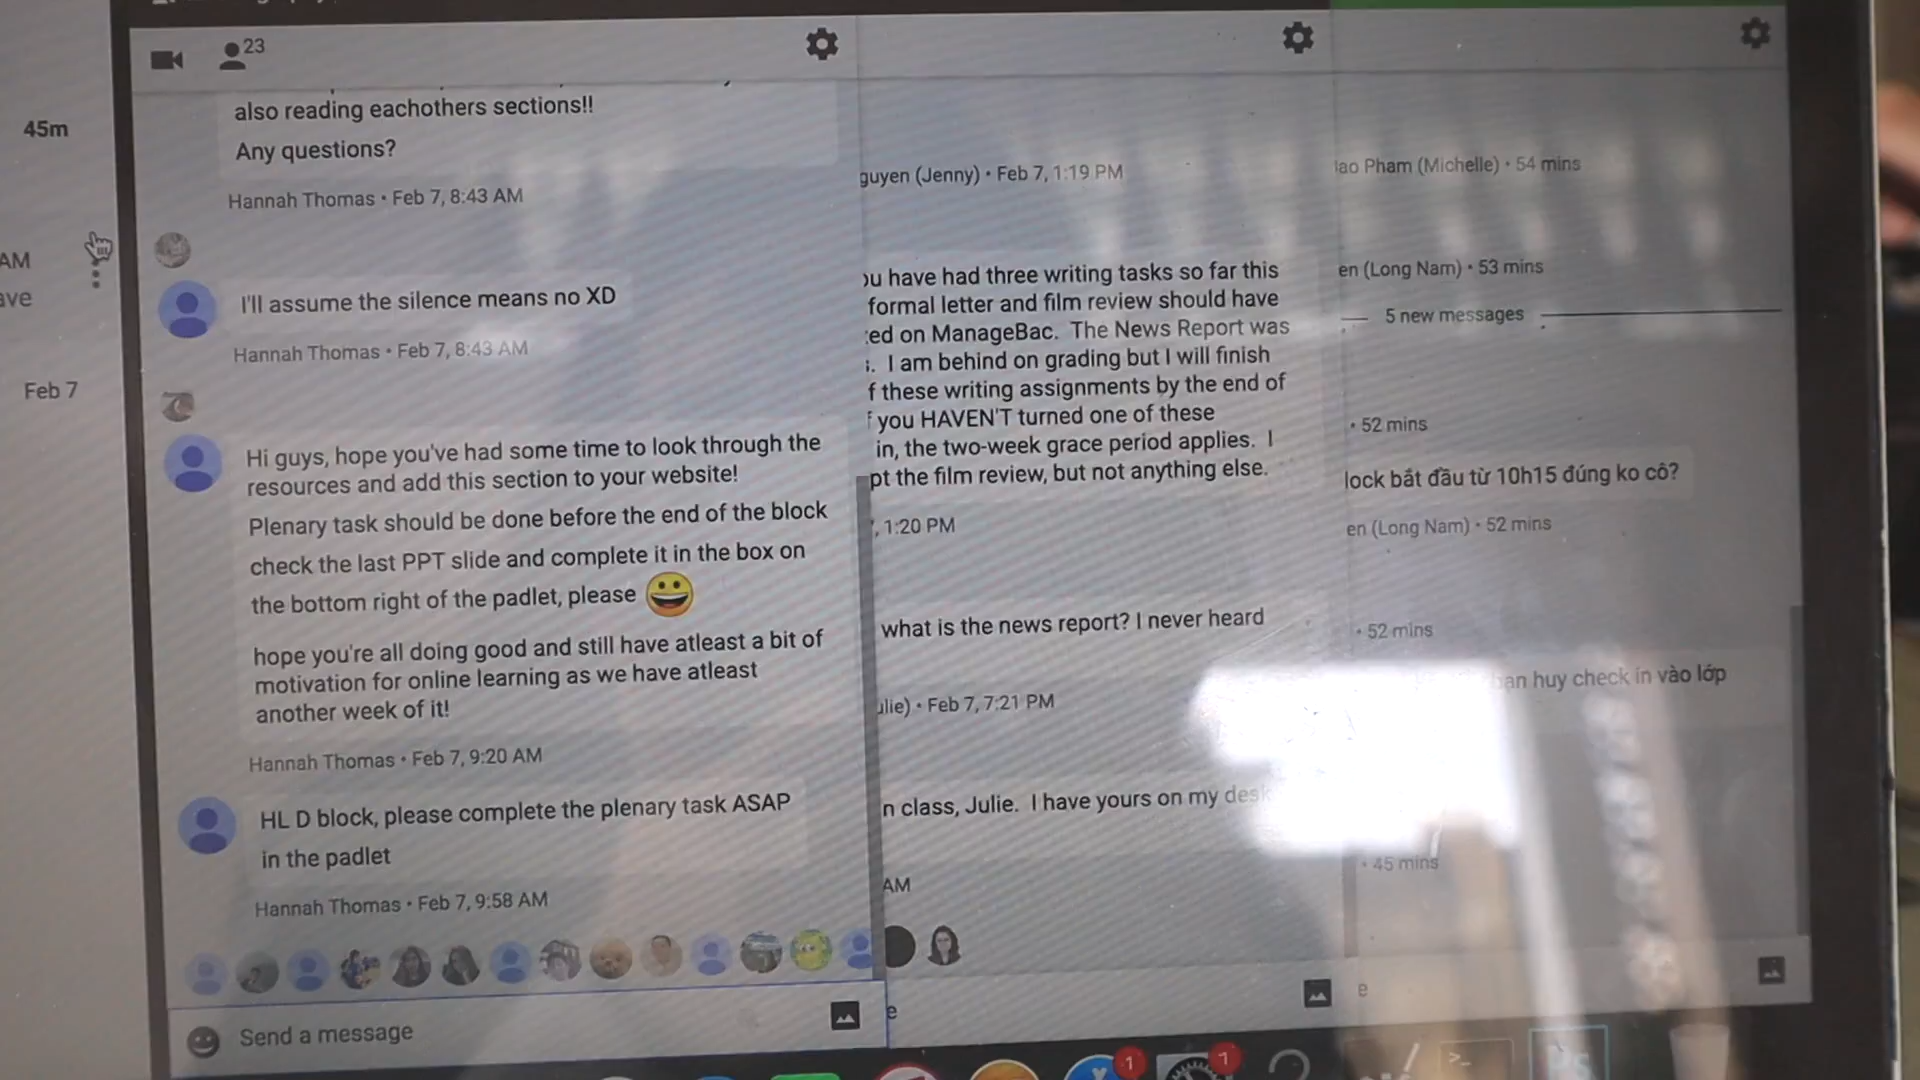 45m
AM
ave
Feb 7
23
also reading eachothers sections!!
Any questions?
Hannah Thomas • Feb 7, 8:43 AM
I'll assume the silence means no XD
Hannah Thomas • Feb 7, 8:43 AM
Hi guys, hope you've had some time to look through the
resources and add this section to your website!
Plenary task should be done before the end of the block
check the last PPT slide and complete it in the box on
the bottom right of the padlet, please
hope you're all doing good and still have atleast a bit of
motivation for online learning as we have atleast
another week of it!
Hannah Thomas • Feb 7, 9:20 AM
HL D block, please complete the plenary task ASAP
in the padlet
Hannah Thomas • Feb 7, 9:58 AM
Send a message
guyen (Jenny) • Feb 7, 1:19 PM
ou have had three writing tasks so far this
formal letter and film review should have
ed on ManageBac. The News Report was
. I am behind on grading but I will finish
f these writing assignments by the end of
f you HAVEN'T turned one of these
in, the two-week grace period applies. I
pt the film review, but not anything else.
, 1:20 PM
what is the news report? I never heard
ulie) • Feb 7, 7:21 PM
n class, Julie. I have yours on my desk
AM
e
ao Pham (Michelle) • 54 mins
en (Long Nam) • 53 mins
5 new messages
• 52 mins
lock bắt đầu từ 10h15 đúng ko cô?
en (Long Nam) • 52 mins
• 52 mins
bạn huy check in vào lớp
• 45 mins
e
1
1
Ps